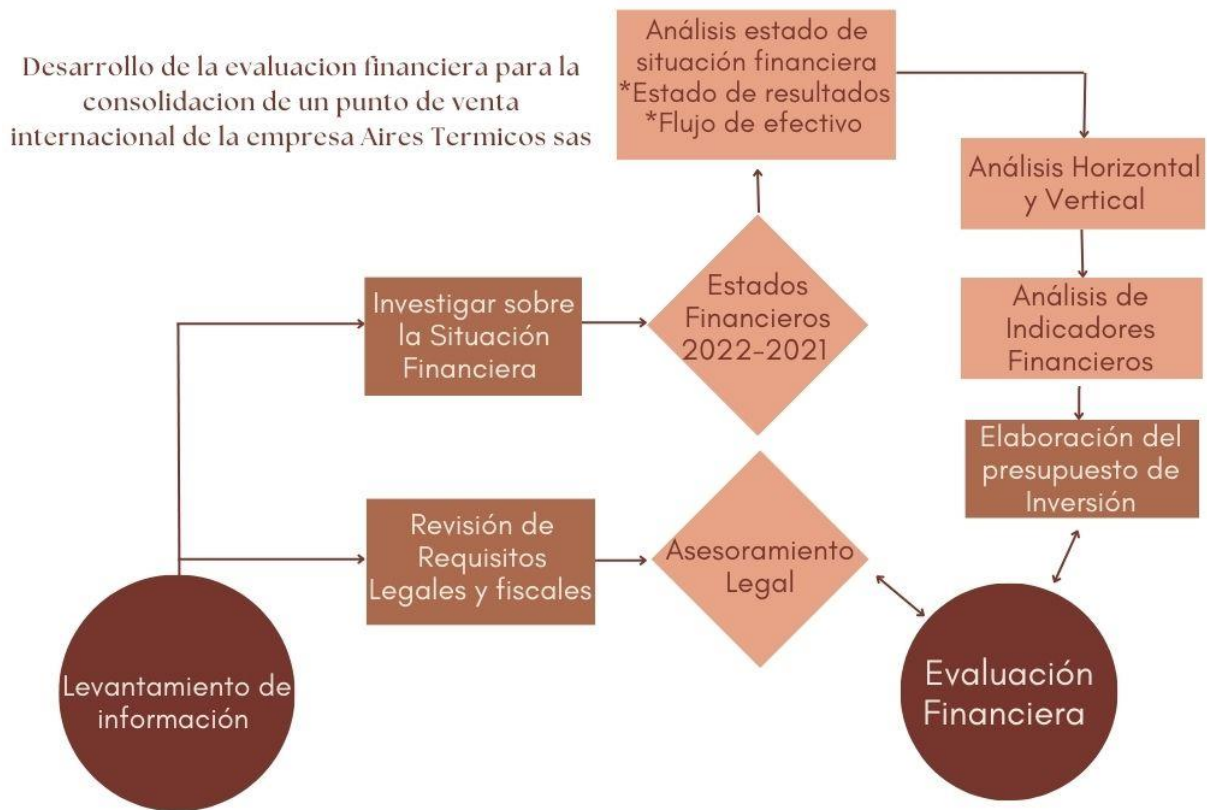 Desarrollo de la evaluacion financiera para la
consolidacion de un punto de venta
internacional de la empresa Aires Termicos sas
Análisis estado de
situación financiera
*Estado de resultados
*Flujo de efectivo
Análisis Horizontal
y Vertical
Investigar sobre
la Situación
Financiera
Estados
Financieros
2022-2021
Análisis de
Indicadores
Financieros
Elaboración del
presupuesto de
Inversión
Revisión de
Requisitos
Legales y fiscales
Asesoramiento
Legal
Levantamiento de
información
Evaluación
Financiera